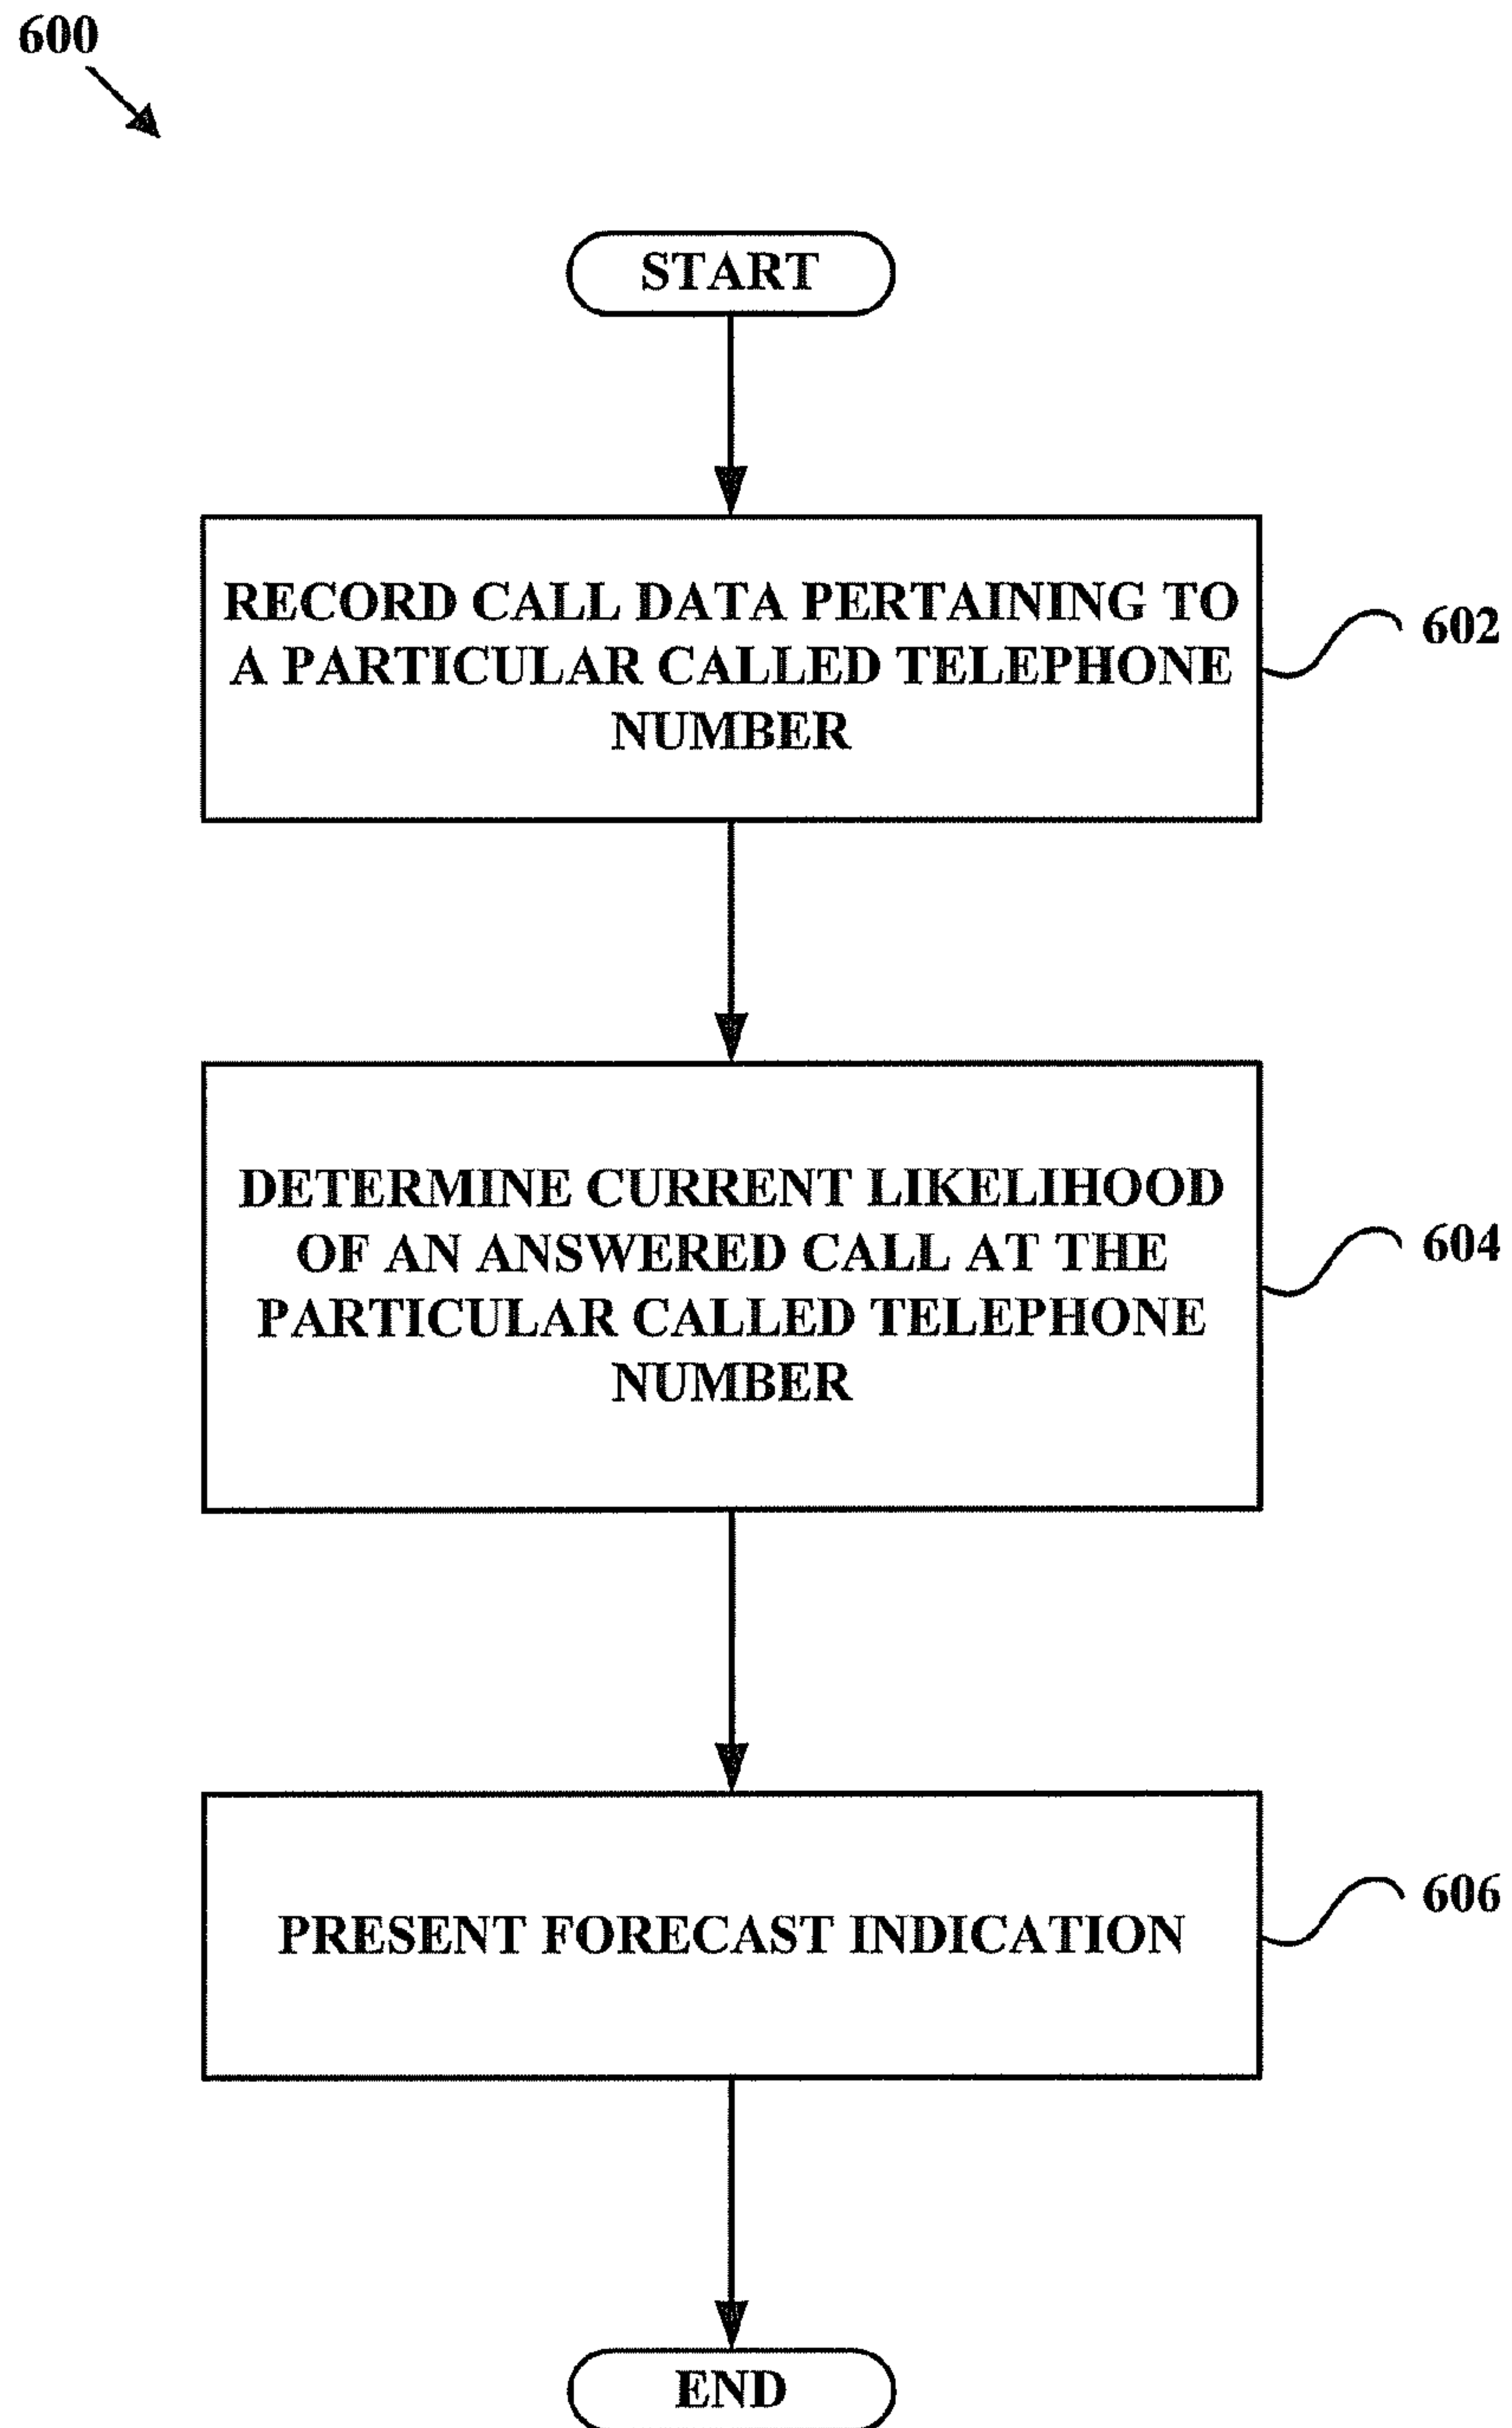 600
START
RECORD CALL DATA PERTAINING TO
A PARTICULAR CALLED TELEPHONE
NUMBER
602
DETERMINE CURRENT LIKELIHOOD
OF AN ANSWERED CALL AT THE
PARTICULAR CALLED TELEPHONE
NUMBER
604
PRESENT FORECAST INDICATION
606
END